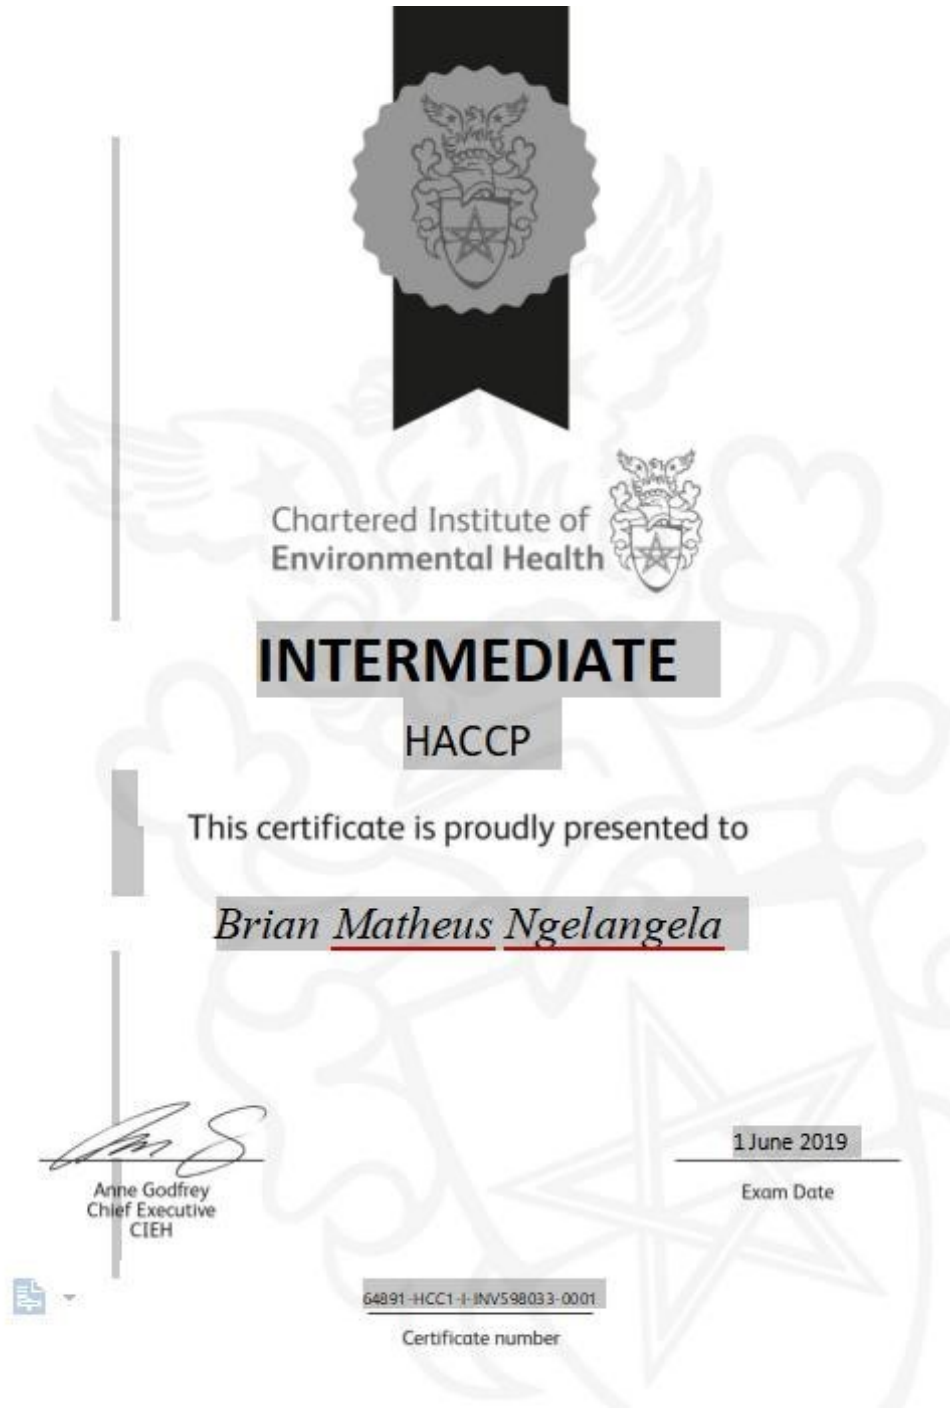 Chartered Institute of
Environmental Health
INTERMEDIATE
HACCP
This certificate is proudly presented to
Brian Matheus Ngelangela
1 June 2019
Exam Date
Anne Godfrey
Chief Executive
CIEH
64891-HCC1-I-INV598033-0001
Certificate number